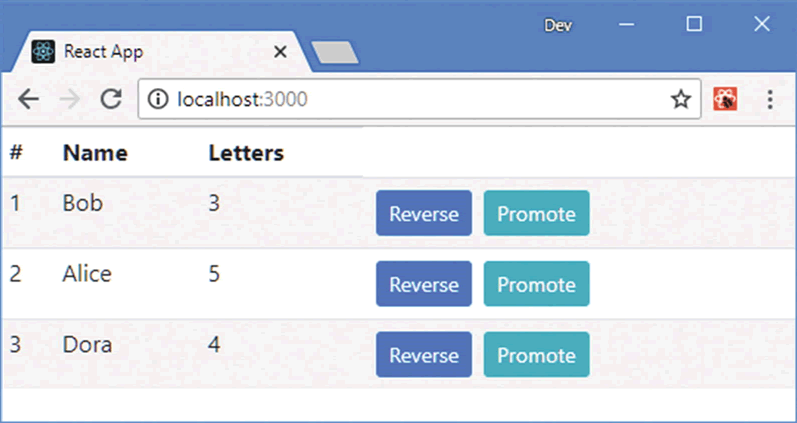 Dev
React App
localhost:3000
# Name Letters
1 Bob 3 Reverse Promote
2 Alice 5 Reverse Promote
3 Dora 4 Reverse Promote